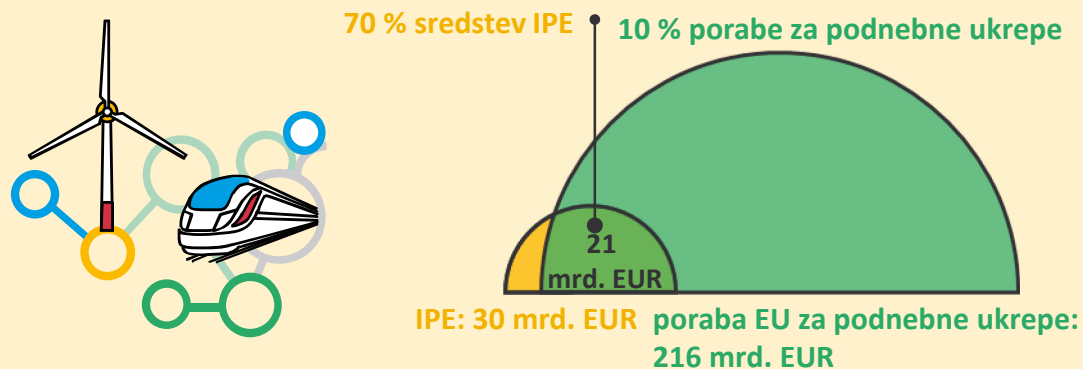 70 % sredstev IPE
10 % porabe za podnebne ukrepe
21
mrd. EUR
IPE: 30 mrd. EUR
poraba EU za podnebne ukrepe:
216 mrd. EUR